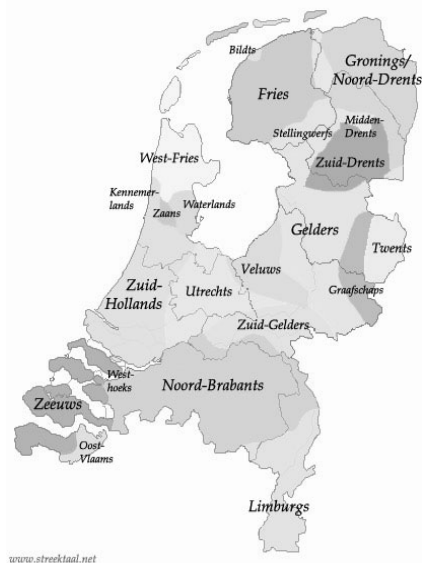 Bildts
Gronings/
Noord-Drents
Fries
Midden-
Drents
Stellingwerfs
Zuid-Drents
West-Fries
Kennemer-
lands
Zaans
Waterlands
Gelders
Twents
Veluws
Graafschaps
Zuid-
Hollands
Utrechts
Zuid-Gelders
West-
hoeks
Noord-Brabants
Zeeuws
Oost-
Vlaams
Limburgs
www.streektaal.net